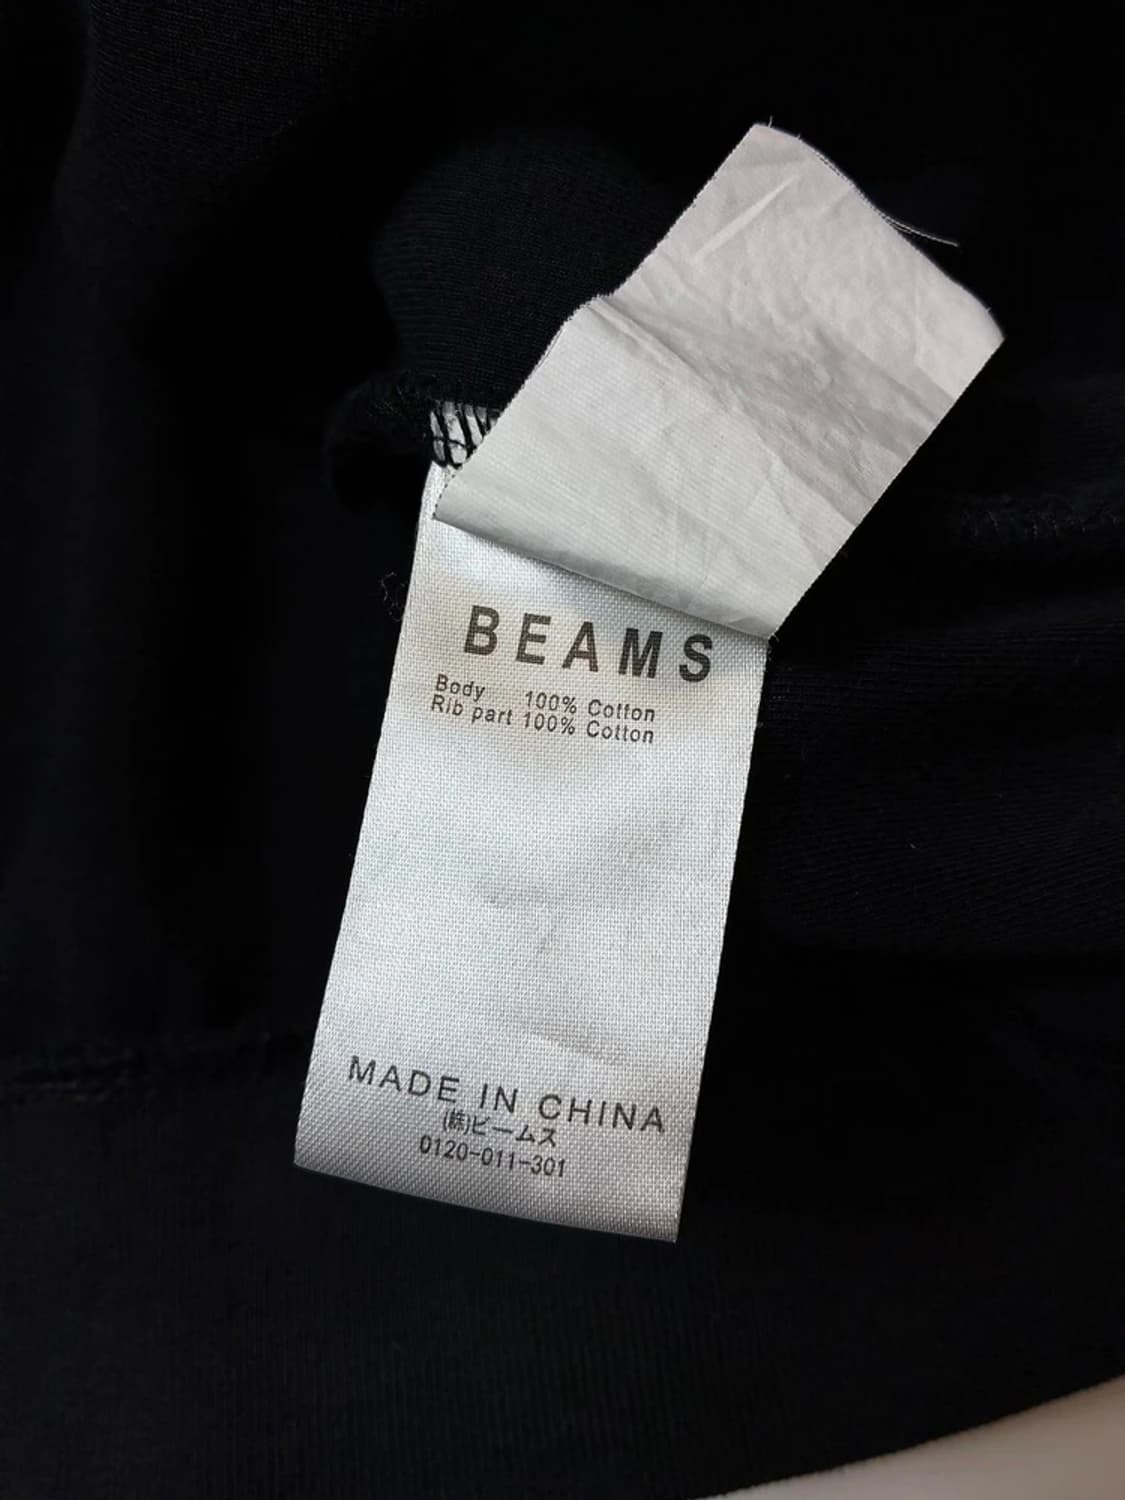 BEAMS
Body 100% Cotton
Rib part 100% Cotton
MADE IN CHINA
(株)ビームス
0120-011-301